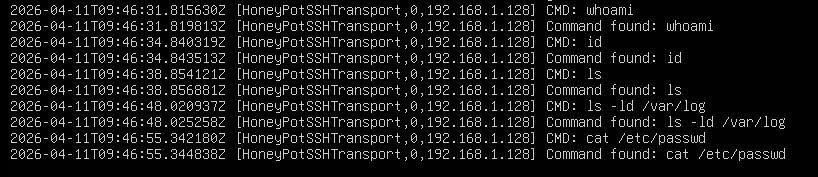 2026-04-11T09:46:31.815630Z [HoneyPotSSHTransport,0,192.168.1.128] CMD: whoami
2026-04-11T09:46:31.819813Z [HoneyPotSSHTransport,0,192.168.1.128] Command found: whoami
2026-04-11T09:46:34.840319Z [HoneyPotSSHTransport,0,192.168.1.128] CMD: id
2026-04-11T09:46:34.843513Z [HoneyPotSSHTransport,0,192.168.1.128] Command found: id
2026-04-11T09:46:38.854121Z [HoneyPotSSHTransport,0,192.168.1.128] CMD: ls
2026-04-11T09:46:38.856881Z [HoneyPotSSHTransport,0,192.168.1.128] Command found: ls
2026-04-11T09:46:48.020937Z [HoneyPotSSHTransport,0,192.168.1.128] CMD: ls -ld /var/log
2026-04-11T09:46:48.025258Z [HoneyPotSSHTransport,0,192.168.1.128] Command found: ls -ld /var/log
2026-04-11T09:46:55.342180Z [HoneyPotSSHTransport,0,192.168.1.128] CMD: cat /etc/passwd
2026-04-11T09:46:55.344838Z [HoneyPotSSHTransport,0,192.168.1.128] Command found: cat /etc/passwd